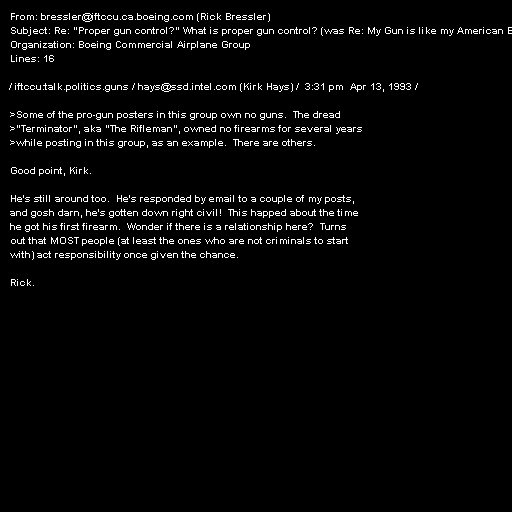 From: bressler@iftccu.ca.boeing.com (Rick Bressler)
Subject: Re: "Proper gun control?" What is proper gun control? (was Re: My Gun is like my American E
Organization: Boeing Commercial Airplane Group
Lines: 16
/ iftccu:talk.politics.guns / hays@ssd.intel.com (Kirk Hays) /  3:31 pm  Apr 13, 1993 /
>Some of the pro-gun posters in this group own no guns.  The dread
>"Terminator", aka "The Rifleman", owned no firearms for several years
>while posting in this group, as an example.  There are others.
Good point, Kirk.
He's still around too.  He's responded by email to a couple of my posts,
and gosh darn, he's gotten down right civil!  This happed about the time
he got his first firearm.  Wonder if there is a relationship here?  Turns
out that MOST people (at least the ones who are not criminals to start
with) act responsibility once given the chance.
Rick.